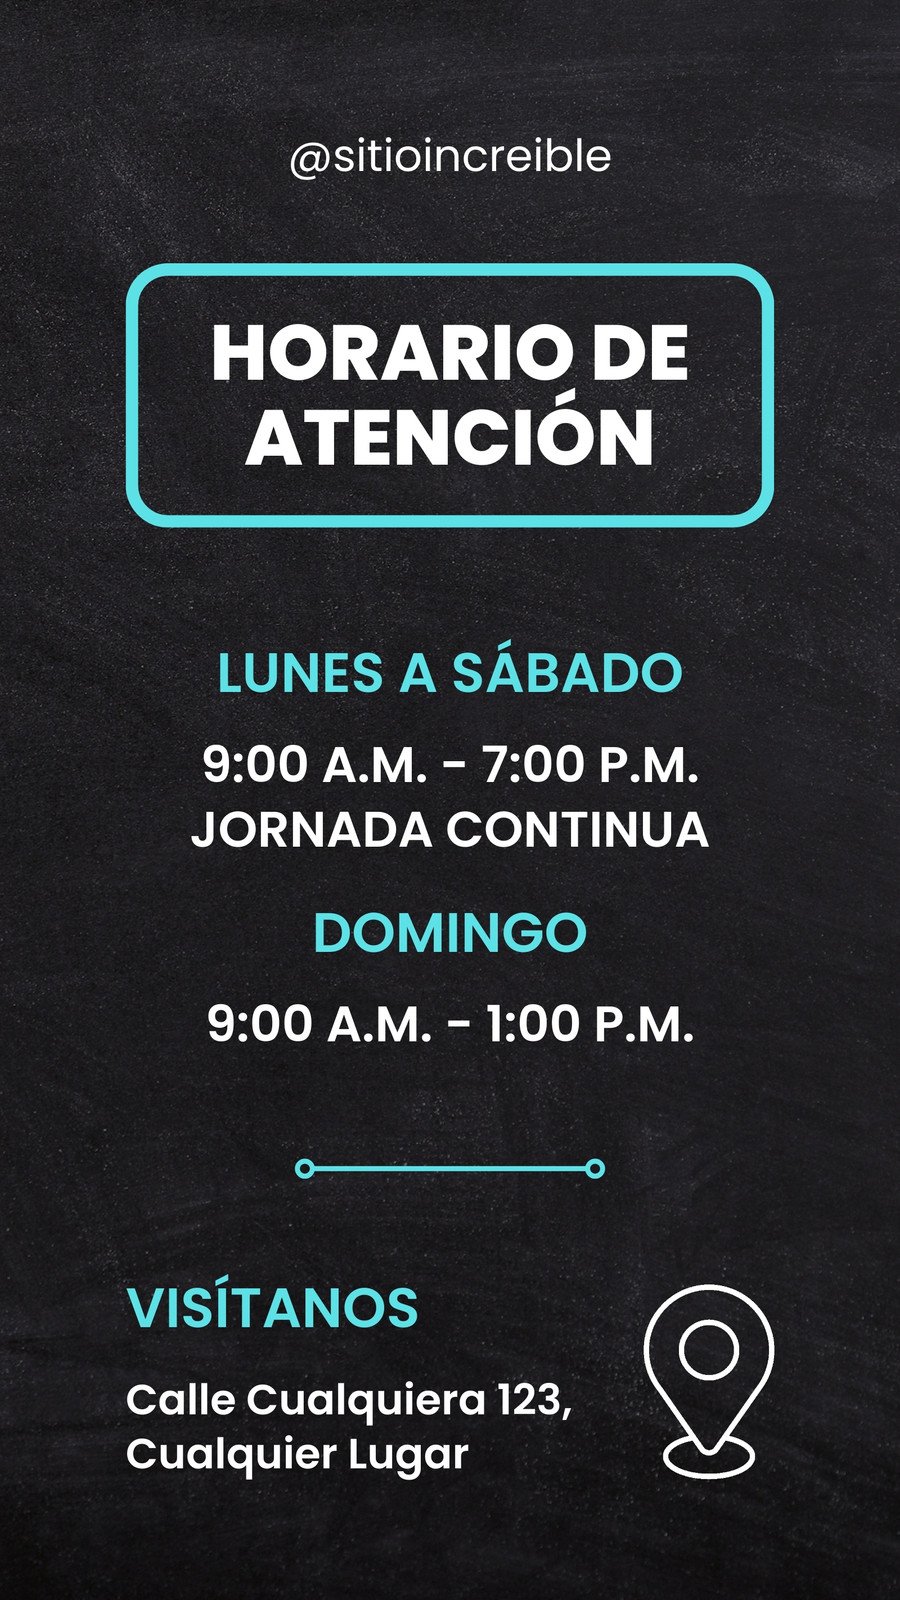 @sitioincreible
HORARIO DE
ATENCIÓN
LUNES A SÁBADO
9:00 A.M. - 7:00 P.M.
JORNADA CONTINUA
DOMINGO
9:00 A.M. - 1:00 P.M.
VISÍTANOS
Calle Cualquiera 123,
Cualquier Lugar